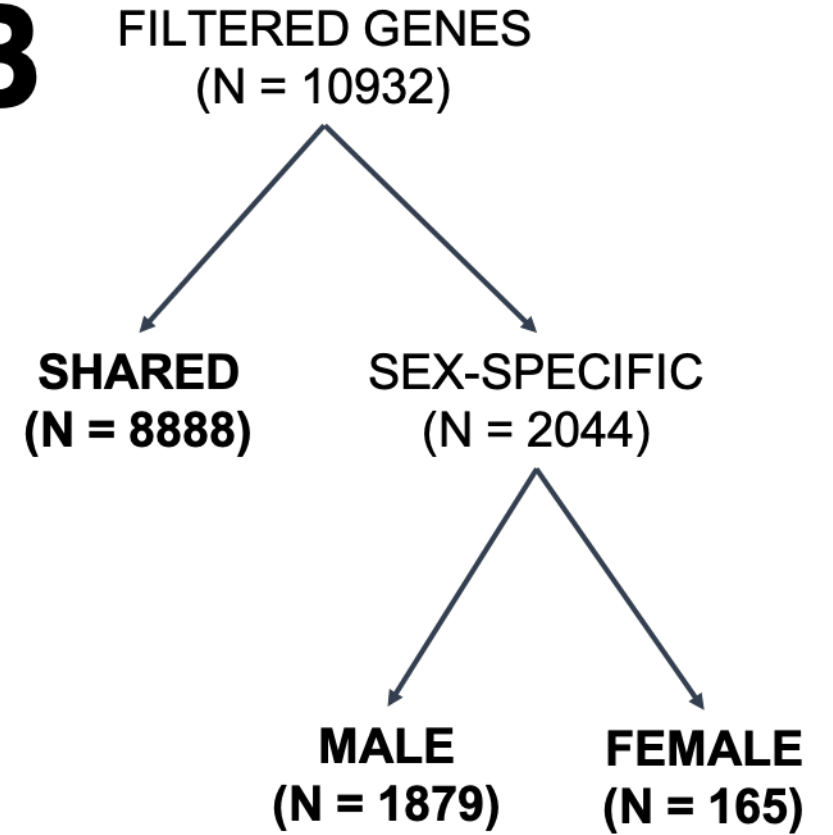 B
FILTERED GENES
(N = 10932)
SHARED
(N = 8888)
SEX-SPECIFIC
(N = 2044)
MALE
(N = 1879)
FEMALE
(N = 165)